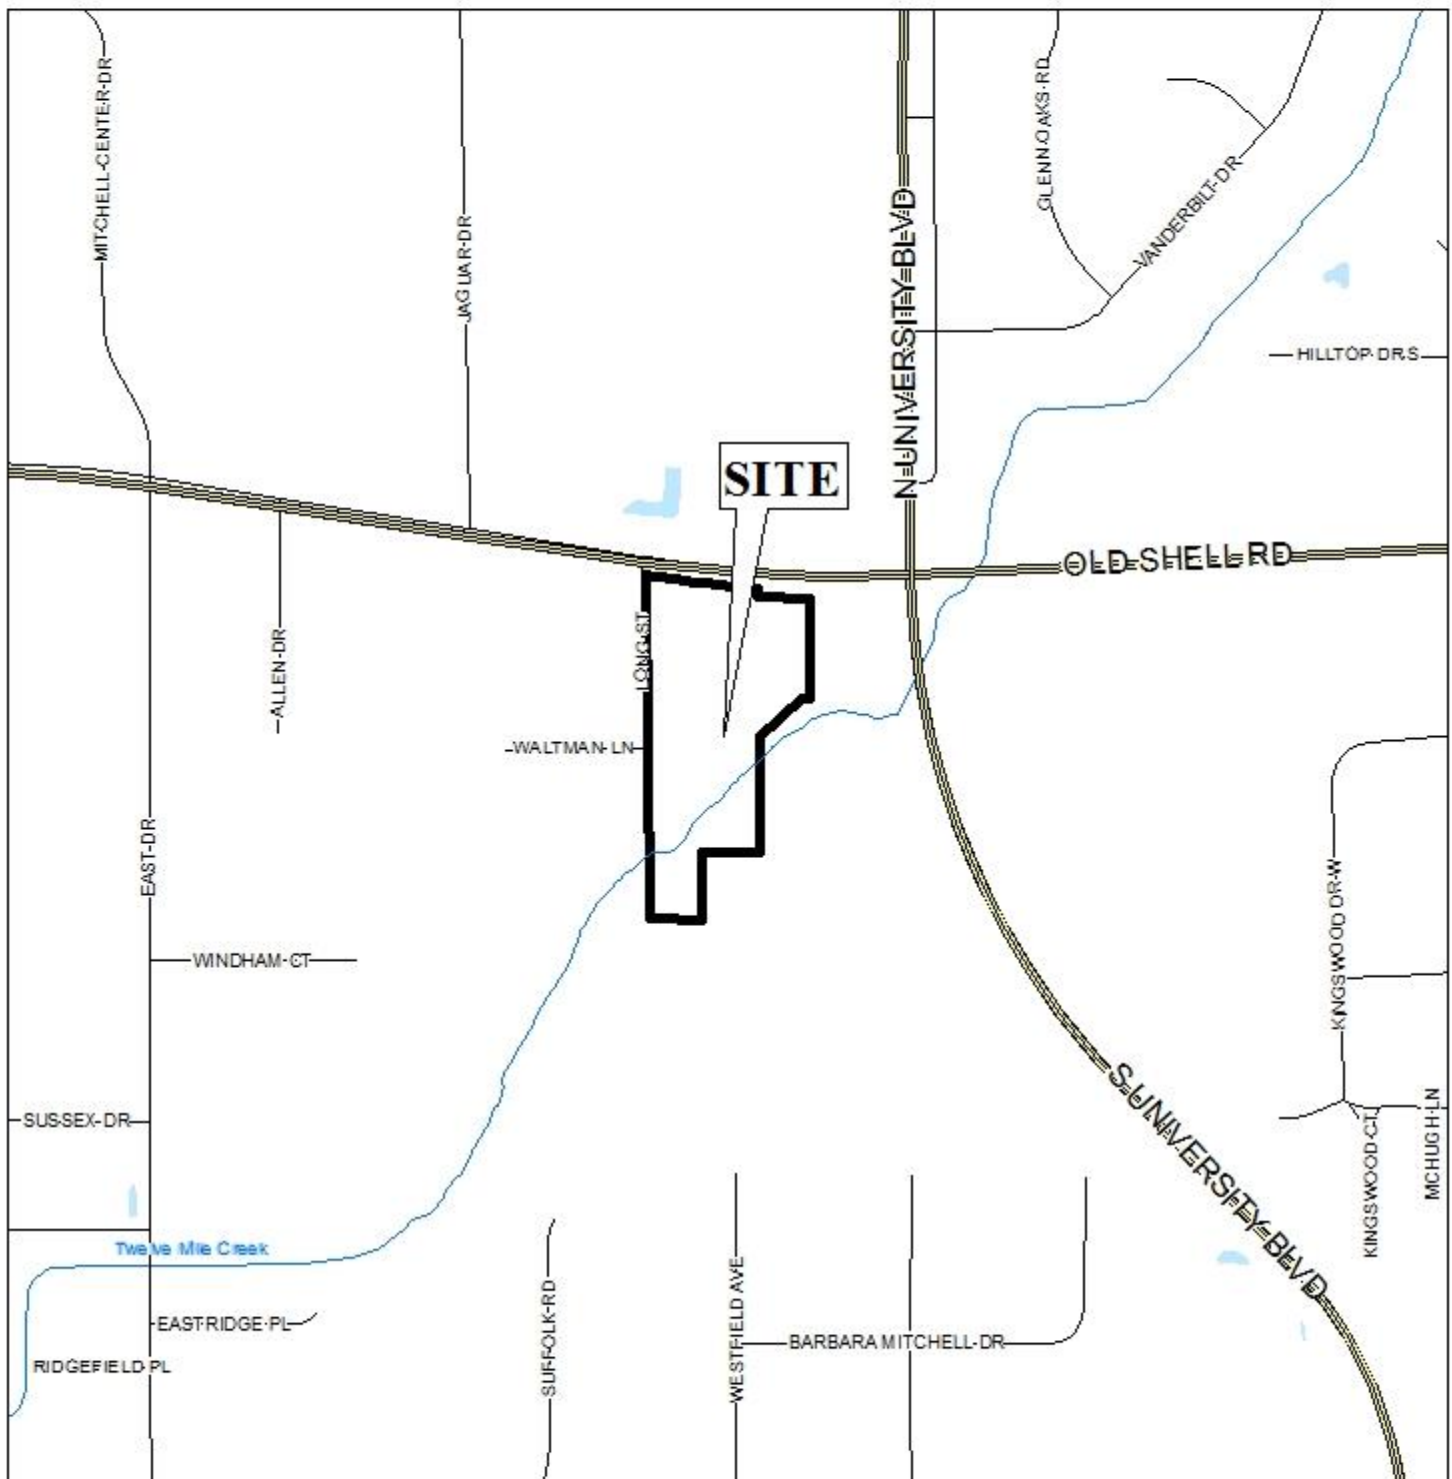 MITCHELL-CENTER-DR
JAGUAR-DR
N-UNIVERSITY-BLVD
GLENN-OAKS-RD
VANDERBILT-DR
HILLTOP-DR-S
SITE
OLD-SHELL-RD
LONG-ST
ALLEN-DR
WALTMAN-LN
EAST-DR
WINDHAM-CT
KINGSWOOD DR-W
SUSSEX-DR
S-UNIVERSITY-BLVD
KINGSWOOD-CT
MCHUGH-LN
Twelve Mile Creek
EASTRIDGE-PL
RIDGEFIELD-PL
SUFFOLK-RD
WESTFIELD AVE
BARBARA MITCHELL-DR